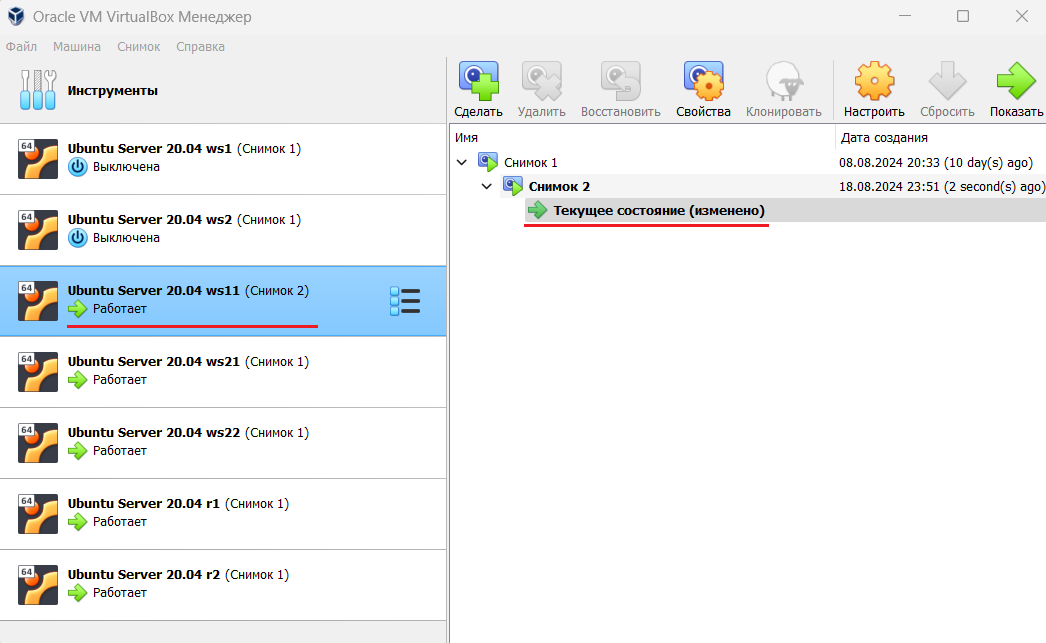 Oracle VM VirtualBox Менеджер
Файл Машина Снимок Справка
Инструменты
64
Ubuntu Server 20.04 ws1 (Снимок 1)
Выключена
64
Ubuntu Server 20.04 ws2 (Снимок 1)
Выключена
64
Ubuntu Server 20.04 ws11 (Снимок 2)
Работает
64
Ubuntu Server 20.04 ws21 (Снимок 1)
Работает
64
Ubuntu Server 20.04 ws22 (Снимок 1)
Работает
64
Ubuntu Server 20.04 r1 (Снимок 1)
Работает
64
Ubuntu Server 20.04 r2 (Снимок 1)
Работает
Сделать Удалить Восстановить Свойства Клонировать Настроить Сбросить Показать
Имя Дата создания
Снимок 1 08.08.2024 20:33 (10 day(s) ago)
Снимок 2 18.08.2024 23:51 (2 second(s) ago)
Текущее состояние (изменено)